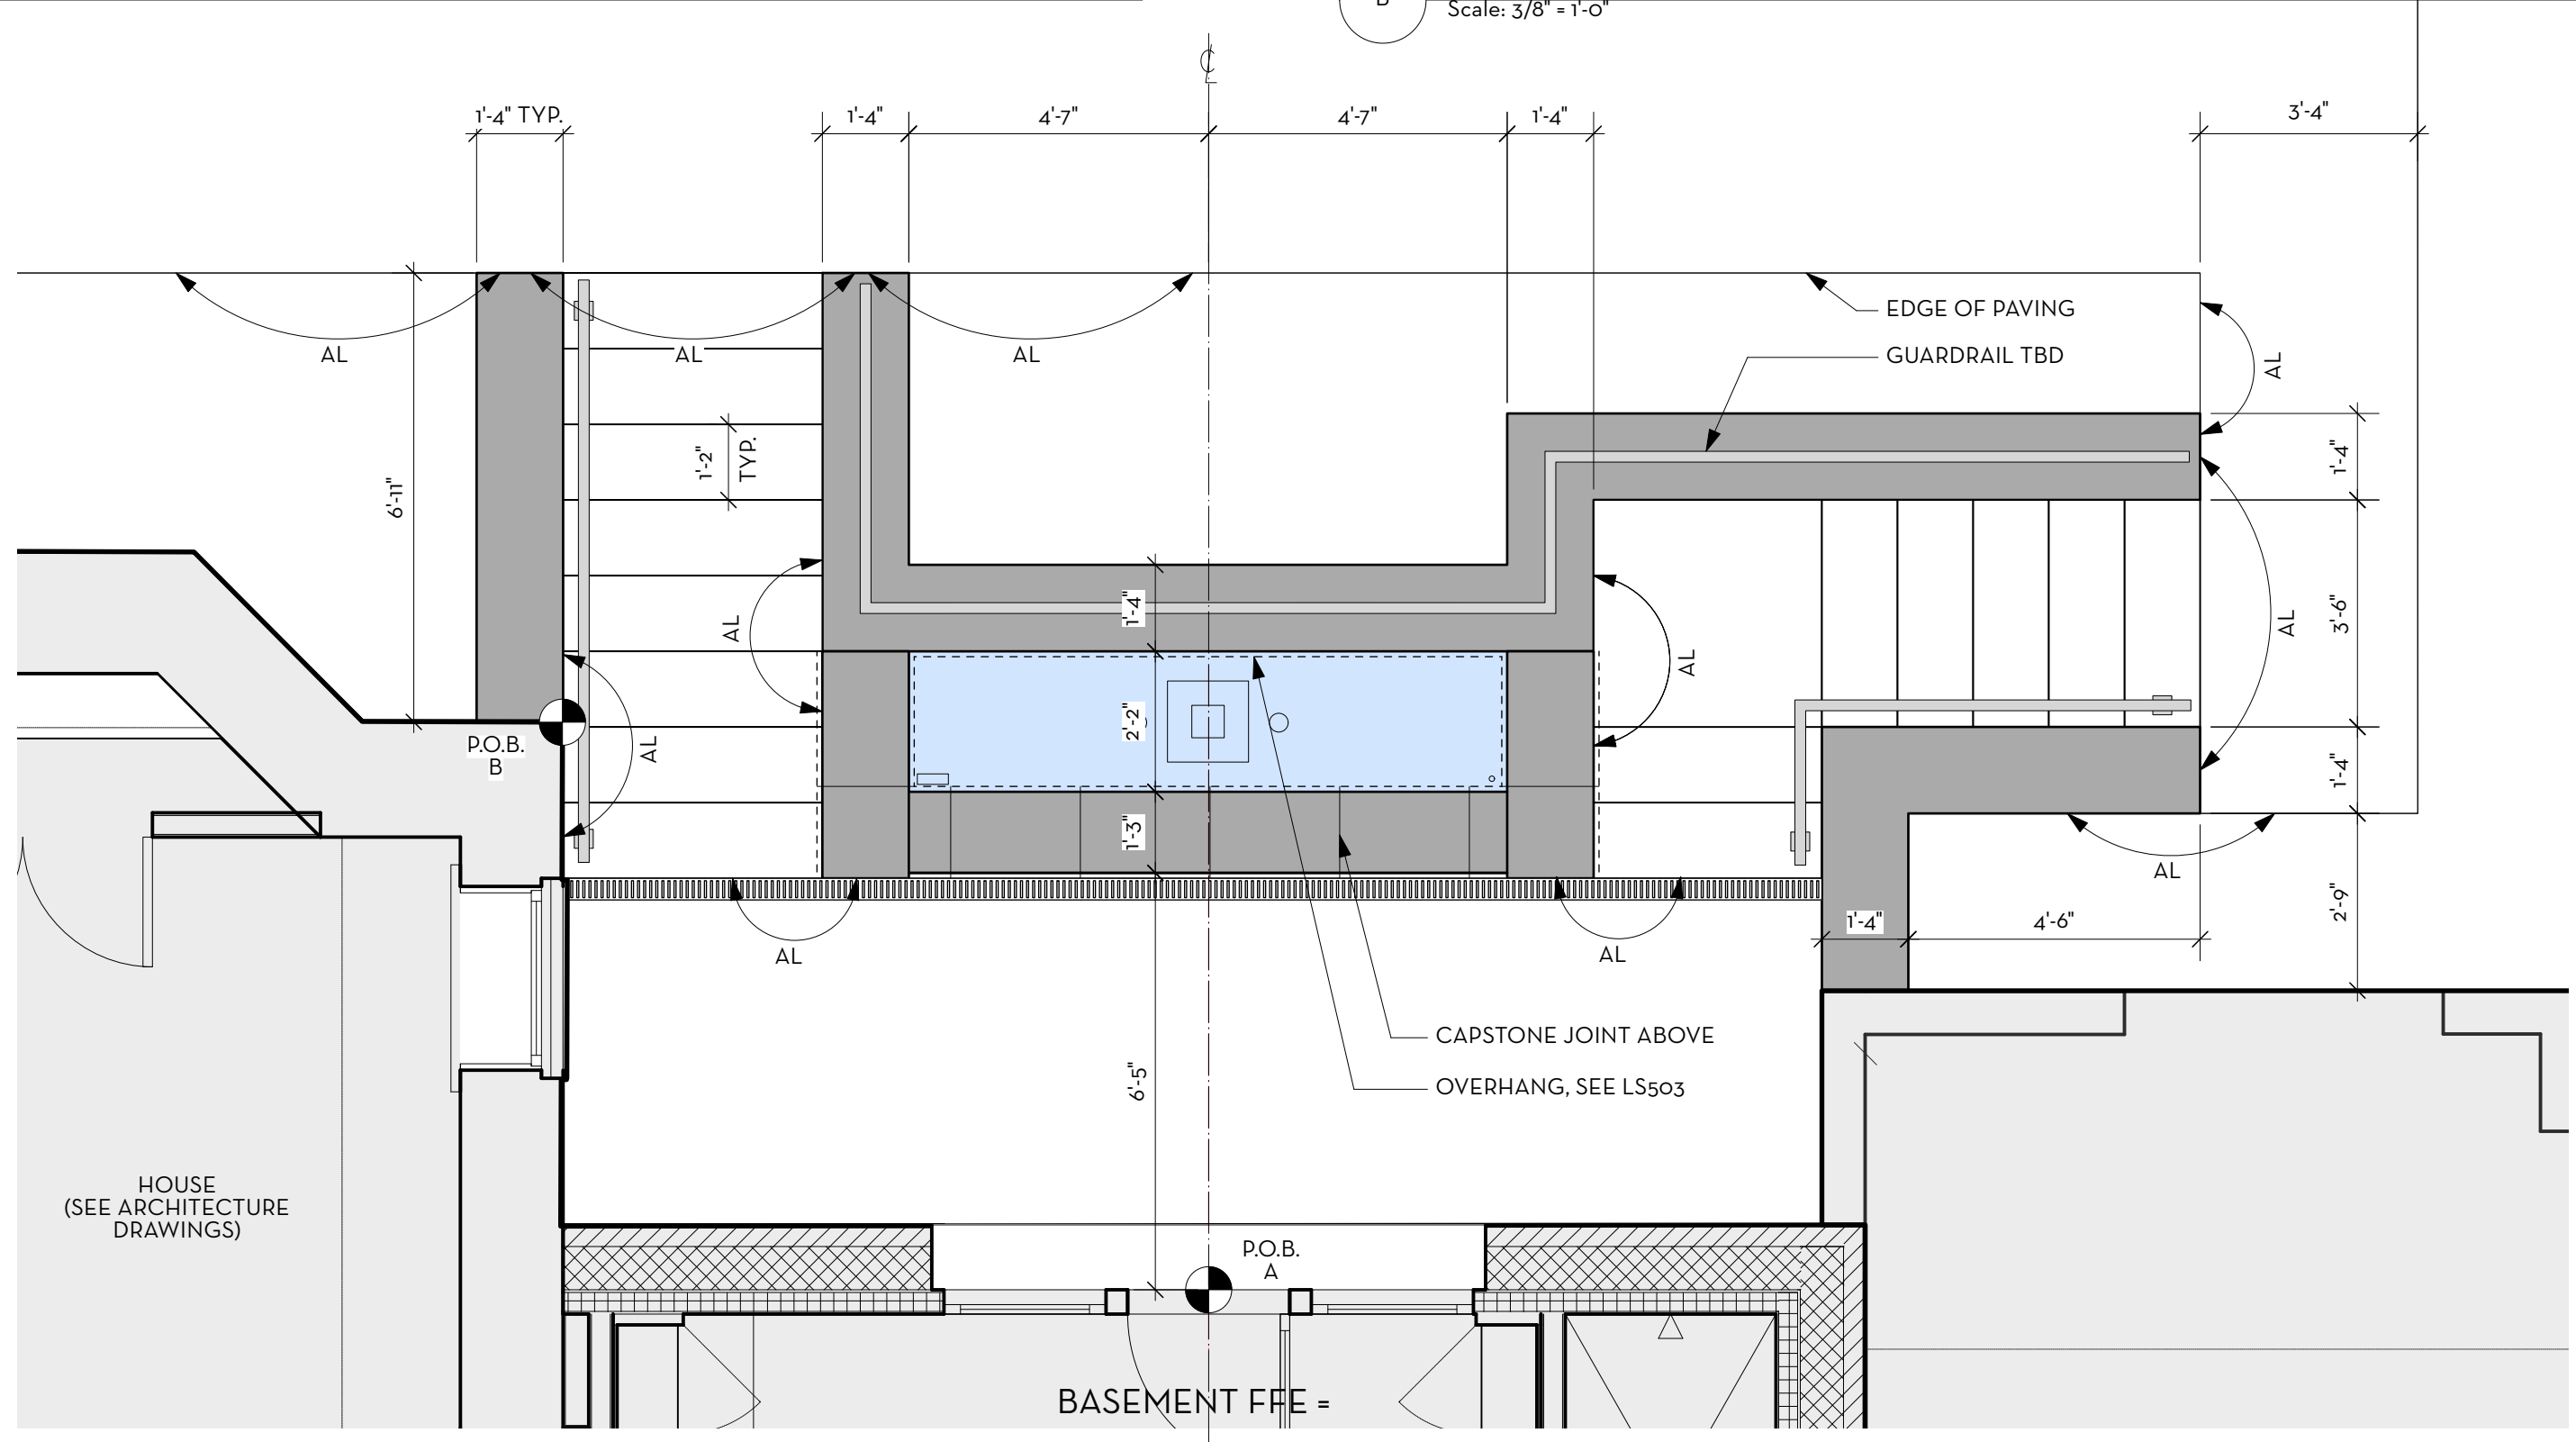 B
Scale: 3/8" = 1'-0"
℄
1'-4" TYP.
1'-4"
4'-7"
4'-7"
1'-4"
3'-4"
EDGE OF PAVING
GUARDRAIL TBD
AL
AL
AL
AL
6'-11"
1'-2"
TYP.
1'-4"
1'-4"
3'-6"
AL
AL
AL
AL
2'-2"
P.O.B.
B
1'-4"
1'-3"
AL
2'-9"
1'-4"
4'-6"
AL
AL
CAPSTONE JOINT ABOVE
OVERHANG, SEE LS503
6'-5"
HOUSE
(SEE ARCHITECTURE
DRAWINGS)
P.O.B.
A
BASEMENT FFE =